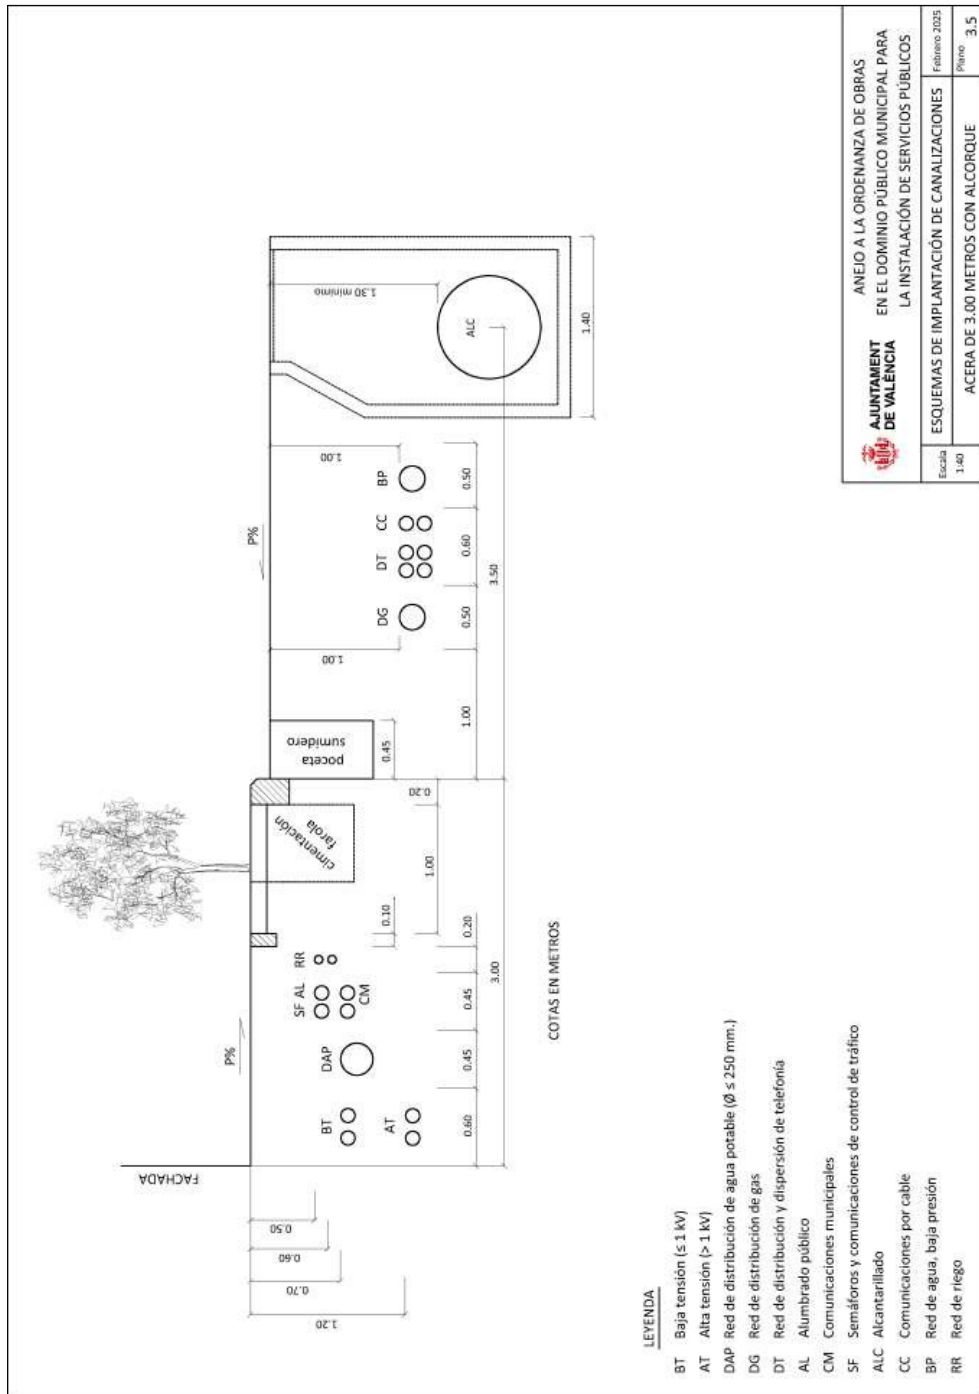 FACHADA
P%
P%
0.50
0.60
0.70
1.20
BT
AT
DAP
SF AL
CM
RR
cimentación
farola
poceta
sumidero
DG
DT
CC
BP
ALC
1.00
1.00
1.30 mínimo
0.10
0.20
1.00
0.45
0.60
0.45
0.45
0.20
3.00
1.00
0.50
0.60
0.50
3.50
1.40
COTAS EN METROS
LEYENDA
BT Baja tensión (≤ 1 kV)
AT Alta tensión (> 1 kV)
DAP Red de distribución de agua potable (Ø ≤ 250 mm.)
DG Red de distribución de gas
DT Red de distribución y dispersión de telefonía
AL Alumbrado público
CM Comunicaciones municipales
SF Semáforos y comunicaciones de control de tráfico
ALC Alcantarillado
CC Comunicaciones por cable
BP Red de agua, baja presión
RR Red de riego
AJUNTAMENT
DE VALÈNCIA
ANEJO A LA ORDENANZA DE OBRAS
EN EL DOMINIO PÚBLICO MUNICIPAL PARA
LA INSTALACIÓN DE SERVICIOS PÚBLICOS
Escala
1:40
ESQUEMAS DE IMPLANTACIÓN DE CANALIZACIONES
Febrero 2025
ACERA DE 3.00 METROS CON ALCORQUE
Plano
3.5